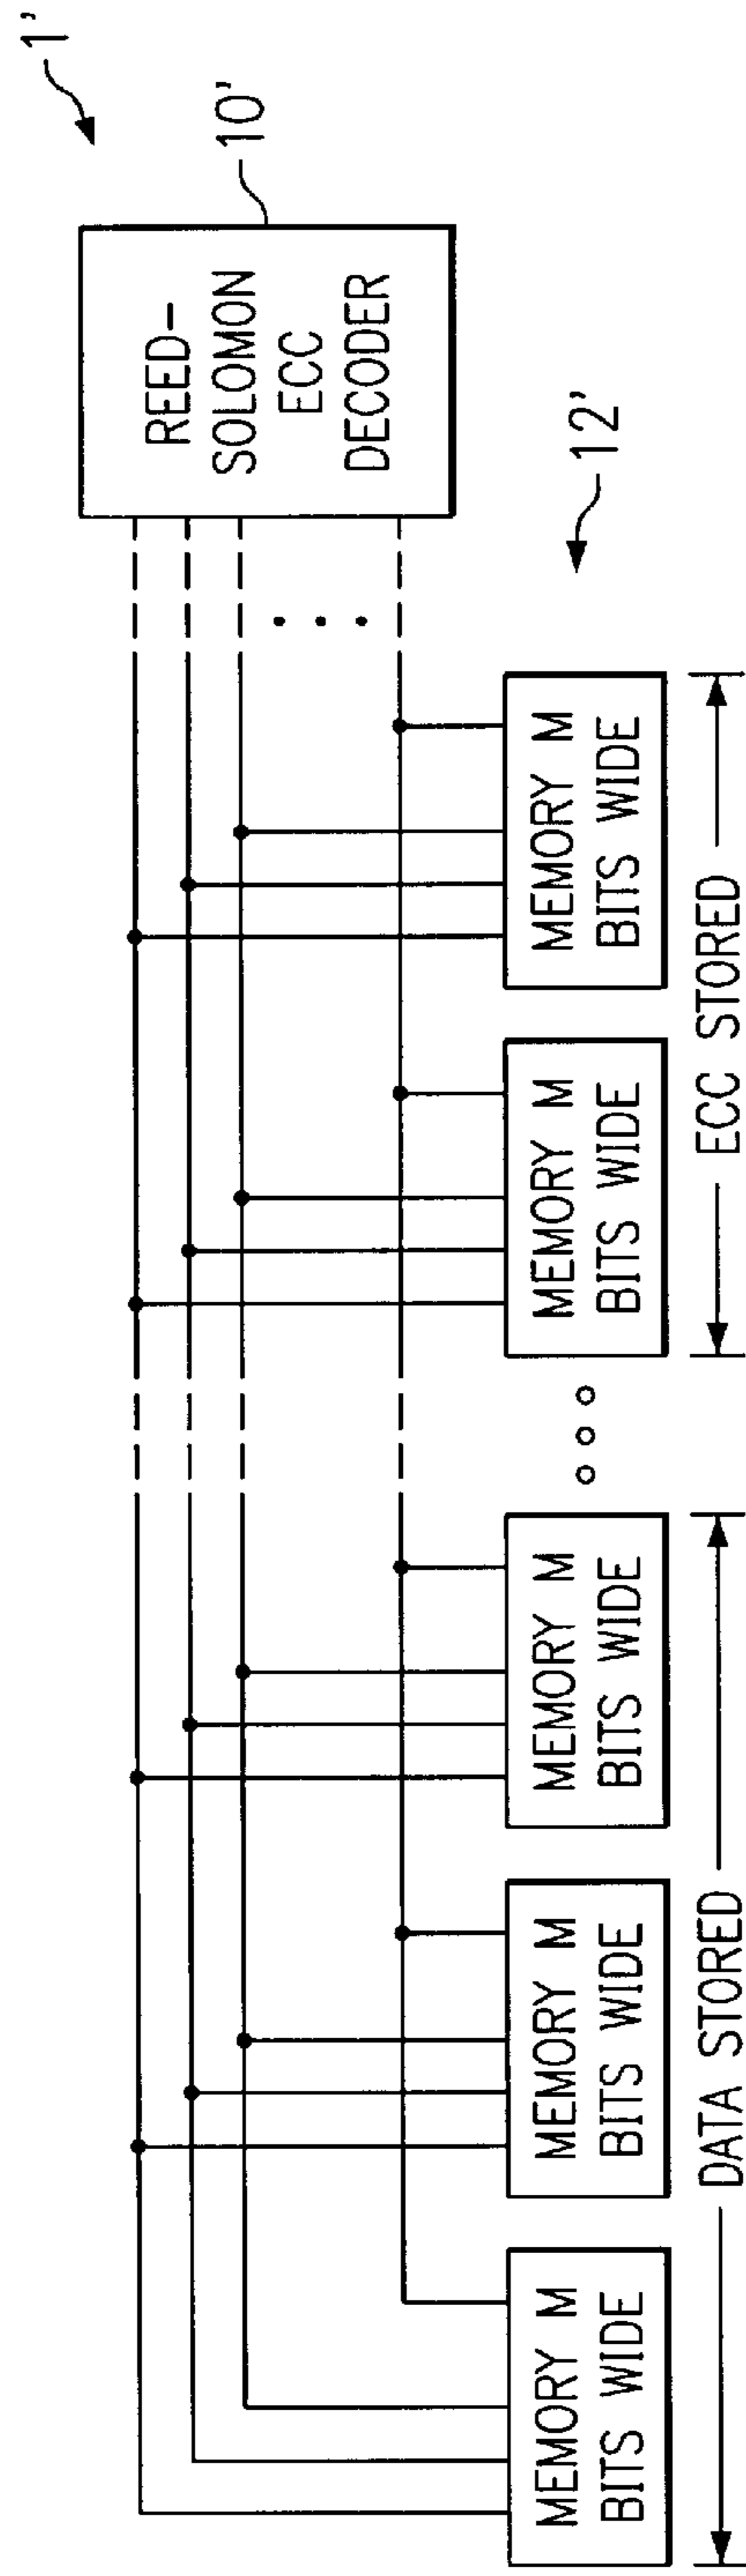 1'
REED-
SOLOMON
ECC
DECODER
10'
12'
MEMORY M
BITS WIDE
MEMORY M
BITS WIDE
MEMORY M
BITS WIDE
MEMORY M
BITS WIDE
MEMORY M
BITS WIDE
DATA STORED
ECC STORED